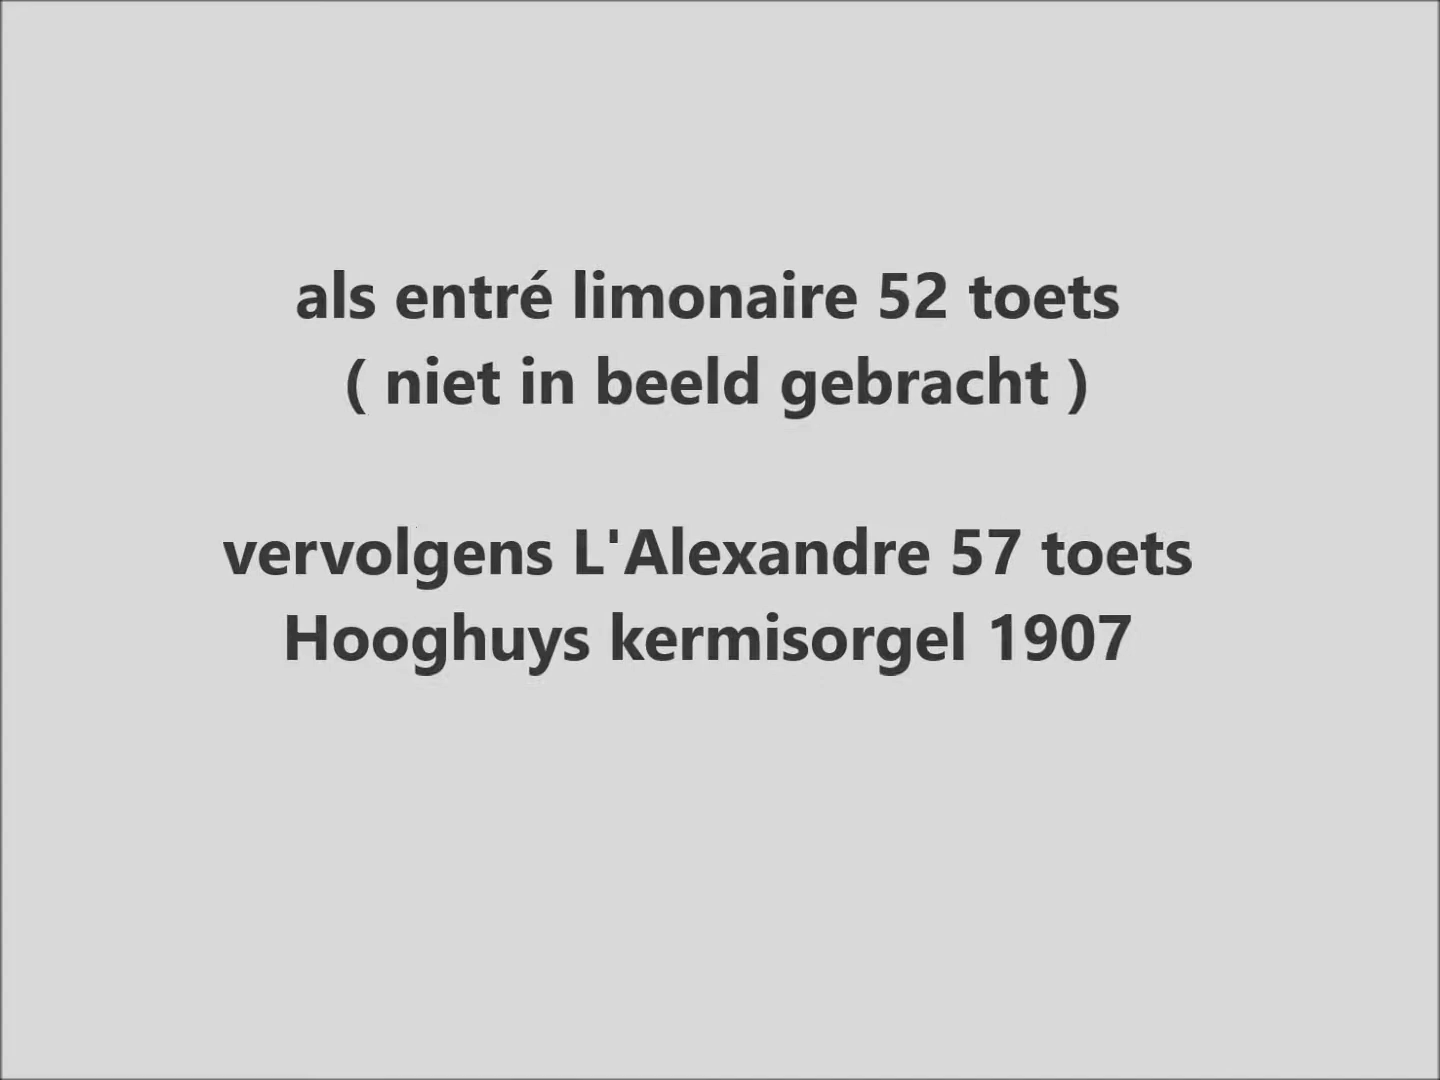 als entré limonaire 52 toets
( niet in beeld gebracht )
vervolgens L'Alexandre 57 toets
Hooghuys kermisorgel 1907